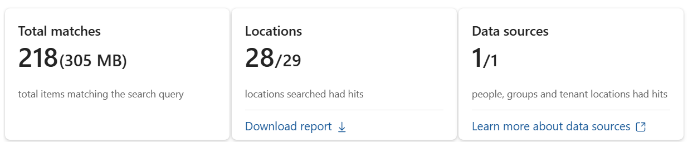 Total matches
218(305 MB)
total items matching the search query
Locations
28/29
locations searched had hits
Download report
Data sources
1/1
people, groups and tenant locations had hits
Learn more about data sources